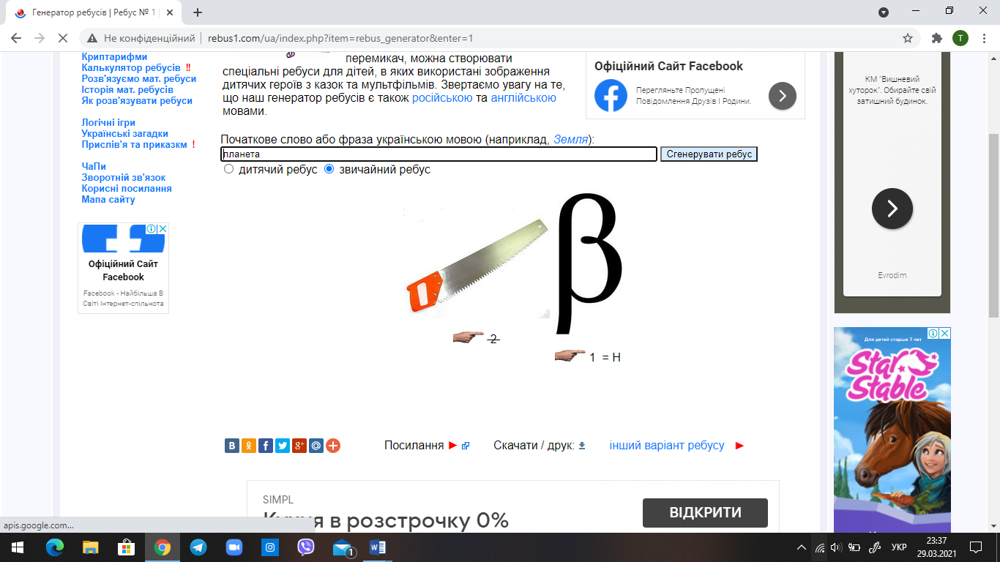 Генератор ребусів | Ребус № 1
Не конфіденційний
rebus1.com/ua/index.php?item=rebus_generator&enter=1
T
Криптарифми
Калькулятор ребусів !!
Розв'язуємо мат. ребуси
Історія мат. ребусів
Як розв'язувати ребуси
Логічні ігри
Українські загадки
Прислів'я та приказкм !
ЧаПи
Зворотній зв'язок
Корисні посилання
Мапа сайту
Офіційний Сайт
Facebook
Facebook - Найбільша В
Світі Інтернет-спільнота
перемикач, можна створювати
спеціальні ребуси для дітей, в яких використані зображення
дитячих героїв з казок та мультфільмів. Звертаємо увагу на те,
що наш генератор ребусів є також російською та англійською
мовами.
Офіційний Сайт Facebook
Перегляньте Пропущені
Повідомлення Друзів І Родини.
Початкове слово або фраза українською мовою (наприклад, Земля):
планета
Сгенерувати ребус
дитячий ребус
звичайний ребус
β
2
1 = Н
Посилання
Скачати / друк:
інший варіант ребусу
SIMPL
Кухня в розстрочку 0%
ВІДКРИТИ
КМ "Вишневий
хуторок". Обирайте свій
затишний будинок.
Evrodim
Для детей старше 7 лет
Star
Stable
apis.google.com...
1
УКР
23:37
29.03.2021